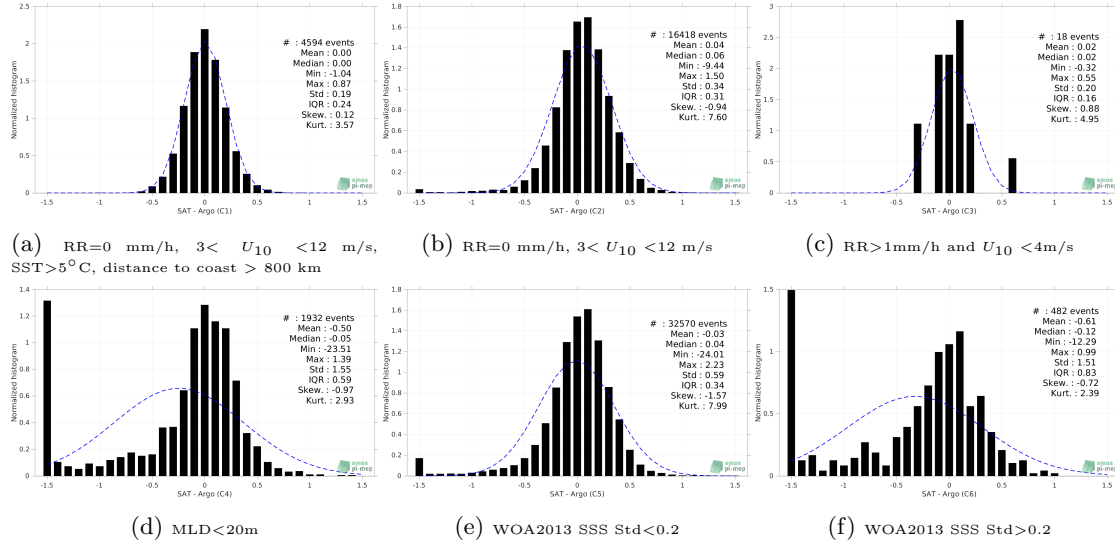 # : 4594 events
Mean : 0.00
Median : 0.00
Min : -1.04
Max : 0.87
Std : 0.19
IQR : 0.24
Skew. : 0.12
Kurt. : 3.57
Normalized histogram
2.5
2
1.5
1
0.5
0
-1.5 -1 -0.5 0 0.5 1 1.5
SAT - Argo (C1)
smos
pi-mep
(a) RR=0 mm/h, 3< U10 <12 m/s,
SST>5°C, distance to coast > 800 km
# : 16418 events
Mean : 0.04
Median : 0.06
Min : -9.44
Max : 1.50
Std : 0.34
IQR : 0.31
Skew. : -0.94
Kurt. : 7.60
Normalized histogram
1.8
1.6
1.4
1.2
1
0.8
0.6
0.4
0.2
0
-1.5 -1 -0.5 0 0.5 1 1.5
SAT - Argo (C2)
smos
pi-mep
(b) RR=0 mm/h, 3< U10 <12 m/s
# : 18 events
Mean : 0.02
Median : 0.02
Min : -0.32
Max : 0.55
Std : 0.20
IQR : 0.16
Skew. : 0.88
Kurt. : 4.95
Normalized histogram
3
2.5
2
1.5
1
0.5
0
-1.5 -1 -0.5 0 0.5 1 1.5
SAT - Argo (C3)
smos
pi-mep
(c) RR>1mm/h and U10 <4m/s
# : 1932 events
Mean : -0.50
Median : -0.05
Min : -23.51
Max : 1.39
Std : 1.55
IQR : 0.59
Skew. : -0.97
Kurt. : 2.93
Normalized histogram
1.4
1.2
1
0.8
0.6
0.4
0.2
0
-1.5 -1 -0.5 0 0.5 1 1.5
SAT - Argo (C4)
smos
pi-mep
(d) MLD<20m
# : 32570 events
Mean : -0.03
Median : 0.04
Min : -24.01
Max : 2.23
Std : 0.59
IQR : 0.34
Skew. : -1.57
Kurt. : 7.99
Normalized histogram
1.8
1.6
1.4
1.2
1
0.8
0.6
0.4
0.2
0
-1.5 -1 -0.5 0 0.5 1 1.5
SAT - Argo (C5)
smos
pi-mep
(e) WOA2013 SSS Std<0.2
# : 482 events
Mean : -0.61
Median : -0.12
Min : -12.29
Max : 0.99
Std : 1.51
IQR : 0.83
Skew. : -0.72
Kurt. : 2.39
Normalized histogram
1.5
1
0.5
0
-1.5 -1 -0.5 0 0.5 1 1.5
SAT - Argo (C6)
smos
pi-mep
(f) WOA2013 SSS Std>0.2